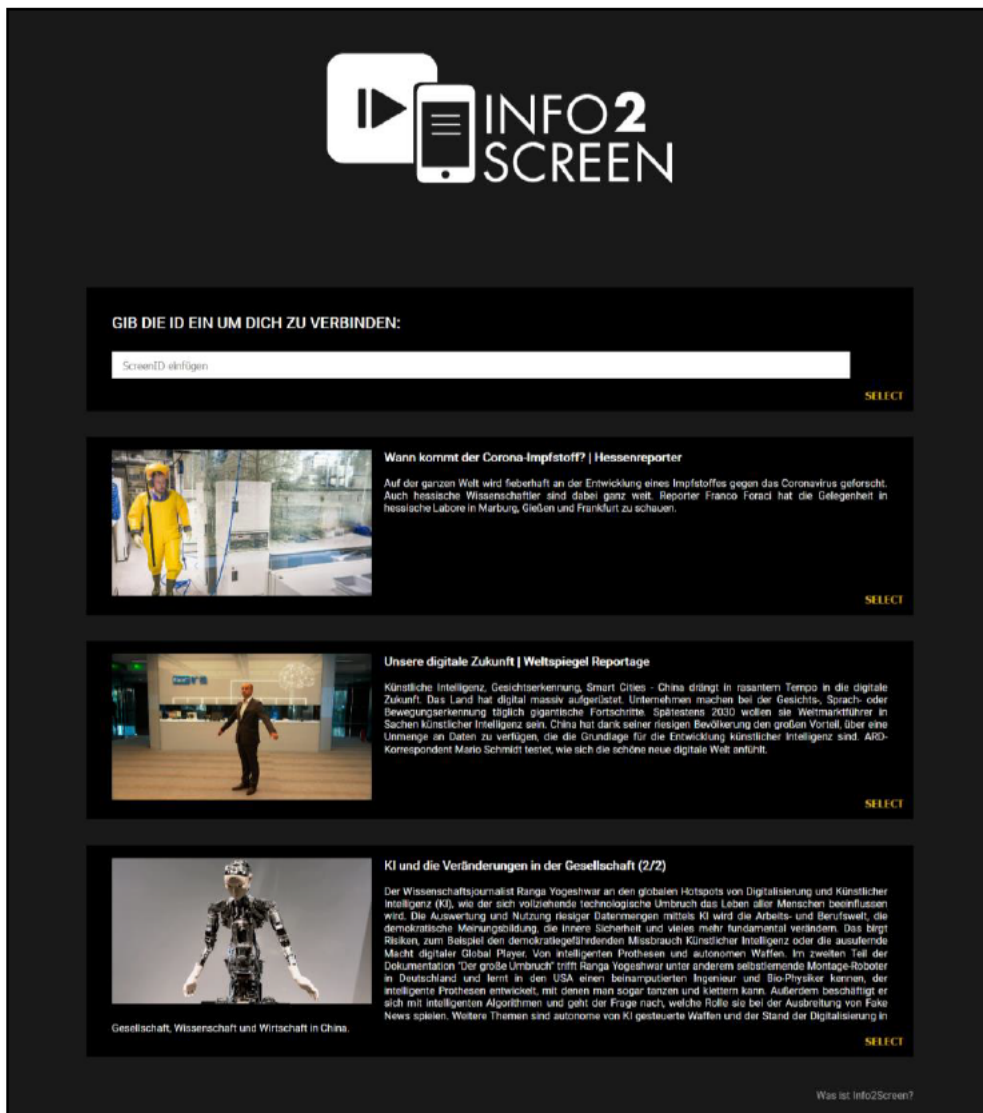 INFO2
SCREEN
GIB DIE ID EIN UM DICH ZU VERBINDEN:
ScreenID einfügen
SELECT
Wann kommt der Corona-Impfstoff? | Hessenreporter
Auf der ganzen Welt wird fieberhaft an der Entwicklung eines Impfstoffes gegen das Coronavirus geforscht.
Auch hessische Wissenschaftler sind dabei ganz weit. Reporter Franco Foraci hat die Gelegenheit in
hessische Labore in Marburg, Gießen und Frankfurt zu schauen.
SELECT
Unsere digitale Zukunft | Weltspiegel Reportage
Künstliche Intelligenz, Gesichtserkennung, Smart Cities - China drängt in rasantem Tempo in die digitale
Zukunft. Das Land hat digital massiv aufgerüstet. Unternehmen machen bei der Gesichts-, Sprach- oder
Bewegungserkennung täglich gigantische Fortschritte. Spätestens 2030 wollen sie Weltmarktführer in
Sachen künstlicher Intelligenz sein. China hat dank seiner riesigen Bevölkerung den großen Vorteil, über eine
Unmenge an Daten zu verfügen, die die Grundlage für die Entwicklung künstlicher Intelligenz sind. ARD-
Korrespondent Mario Schmidt testet, wie sich die schöne neue digitale Welt anfühlt.
SELECT
KI und die Veränderungen in der Gesellschaft (2/2)
Der Wissenschaftsjournalist Ranga Yogeshwar an den globalen Hotspots von Digitalisierung und Künstlicher
Intelligenz (KI), wie der sich vollziehende technologische Umbruch das Leben aller Menschen beeinflussen
wird. Die Auswertung und Nutzung riesiger Datenmengen mittels KI wird die Arbeits- und Berufswelt, die
demokratische Meinungsbildung, die innere Sicherheit und vieles mehr fundamental verändern. Das birgt
Risiken, zum Beispiel den demokratiegefährdenden Missbrauch Künstlicher Intelligenz oder die ausufernde
Macht digitaler Global Player. Von intelligenten Prothesen und autonomen Waffen. Im zweiten Teil der
Dokumentation "Der große Umbruch" trifft Ranga Yogeshwar unter anderem selbstlernende Montage-Roboter
in Deutschland und lernt in den USA einen beinamputierten Ingenieur und Bio-Physiker kennen, der
intelligente Prothesen entwickelt, mit denen man sogar tanzen und klettern kann. Außerdem beschäftigt er
sich mit intelligenten Algorithmen und geht der Frage nach, welche Rolle sie bei der Ausbreitung von Fake
News spielen. Weitere Themen sind autonome von KI gesteuerte Waffen und der Stand der Digitalisierung in
Gesellschaft, Wissenschaft und Wirtschaft in China.
SELECT
Was ist Info2Screen?